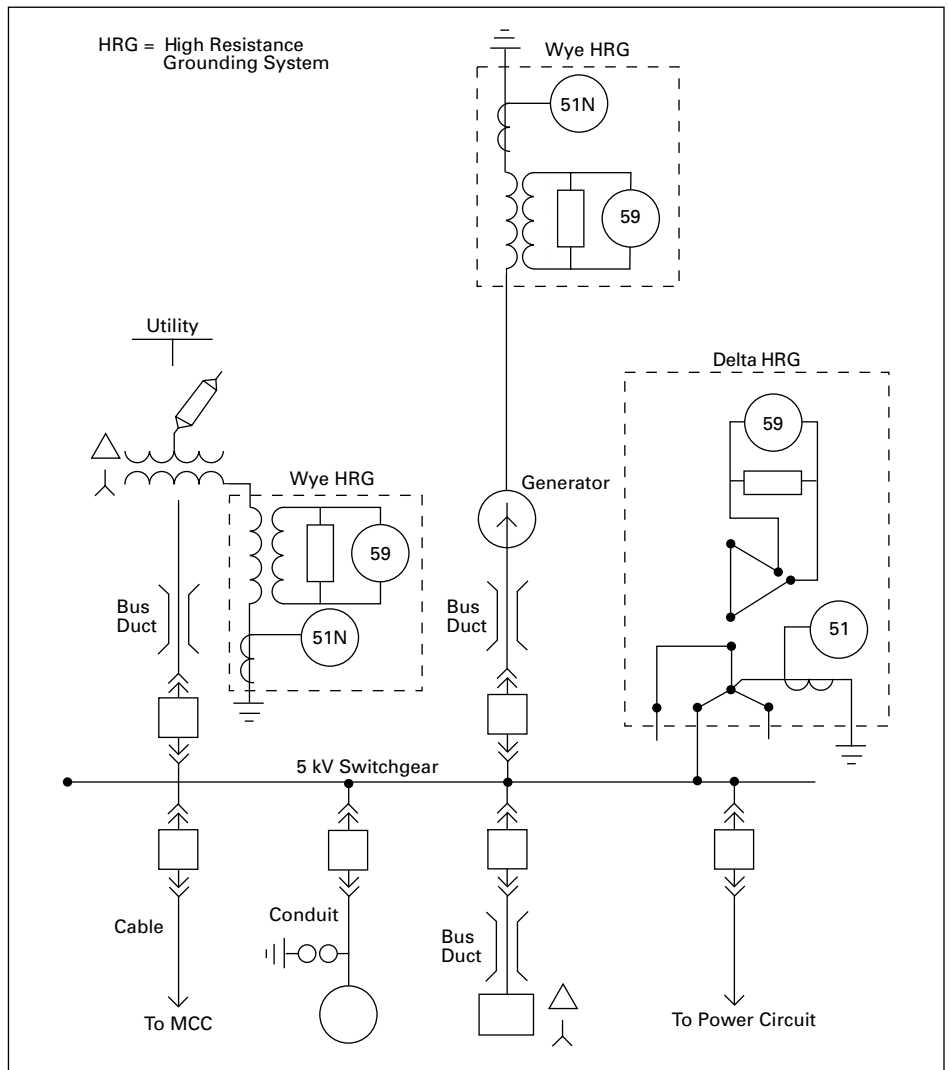 HRG = High Resistance
Grounding System
Wye HRG
51N
59
Utility
Delta HRG
59
Wye HRG
Generator
59
Bus
Duct
Bus
Duct
51
51N
5 kV Switchgear
Cable
Conduit
Bus
Duct
To MCC
To Power Circuit